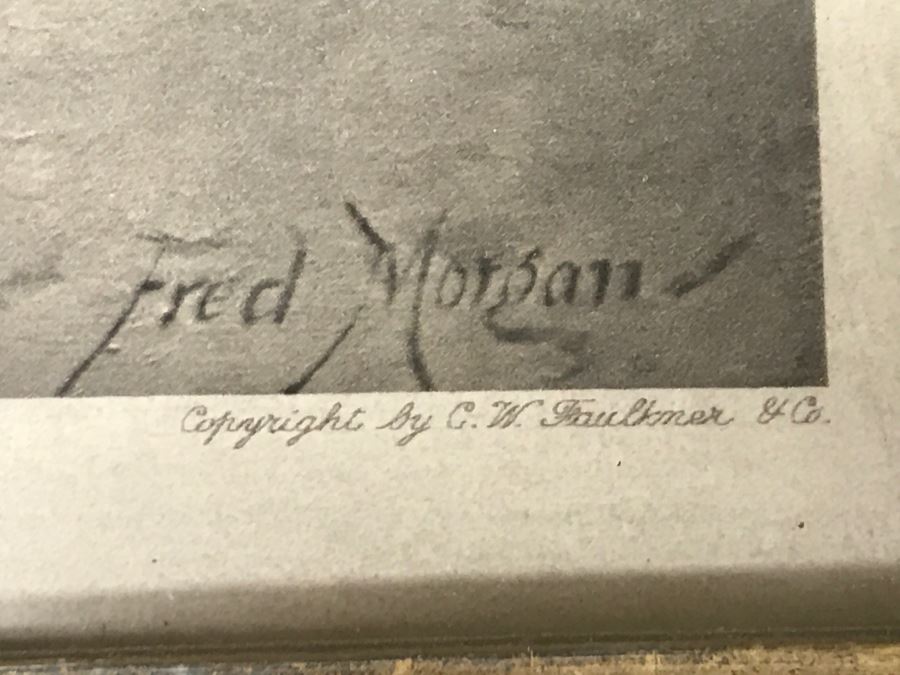 Fred Morgan
Copyright by C. W. Faulkner & Co.